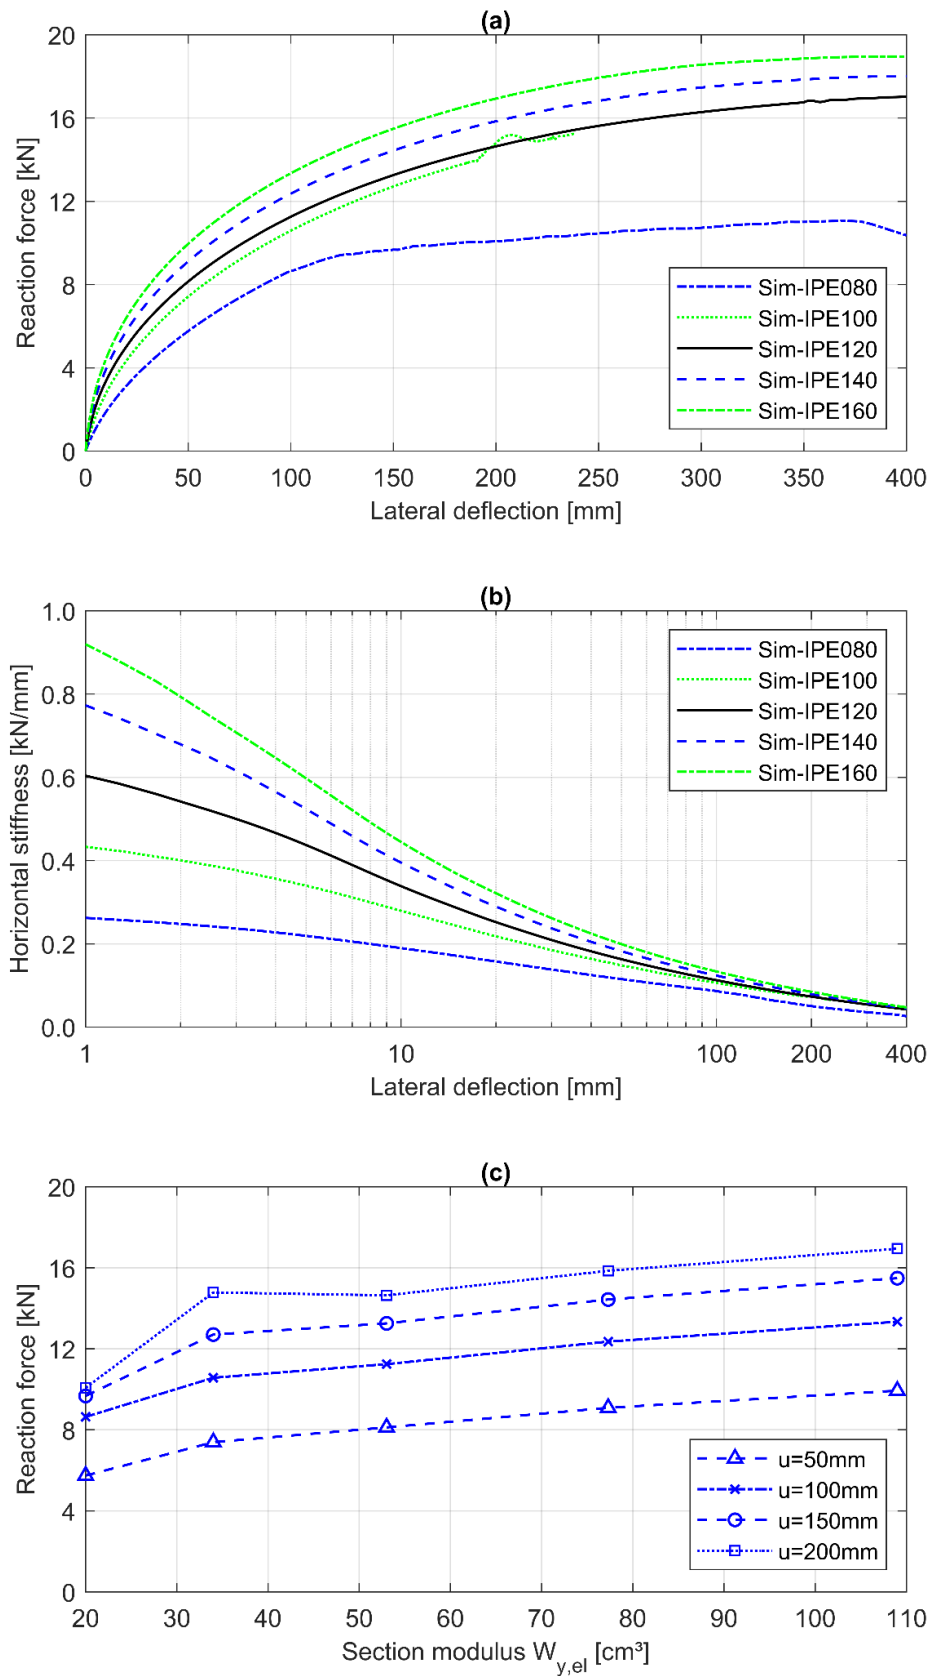 (a)
20
16
12
8
4
0
Reaction force [kN]
Sim-IPE080
Sim-IPE100
Sim-IPE120
Sim-IPE140
Sim-IPE160
0 50 100 150 200 250 300 350 400
Lateral deflection [mm]
(b)
1.0
0.8
0.6
0.4
0.2
0.0
Horizontal stiffness [kN/mm]
Sim-IPE080
Sim-IPE100
Sim-IPE120
Sim-IPE140
Sim-IPE160
1 10 100 200 400
Lateral deflection [mm]
(c)
20
16
12
8
4
0
Reaction force [kN]
u=50mm
u=100mm
u=150mm
u=200mm
20 30 40 50 60 70 80 90 100 110
Section modulus W_y,el [cm³]